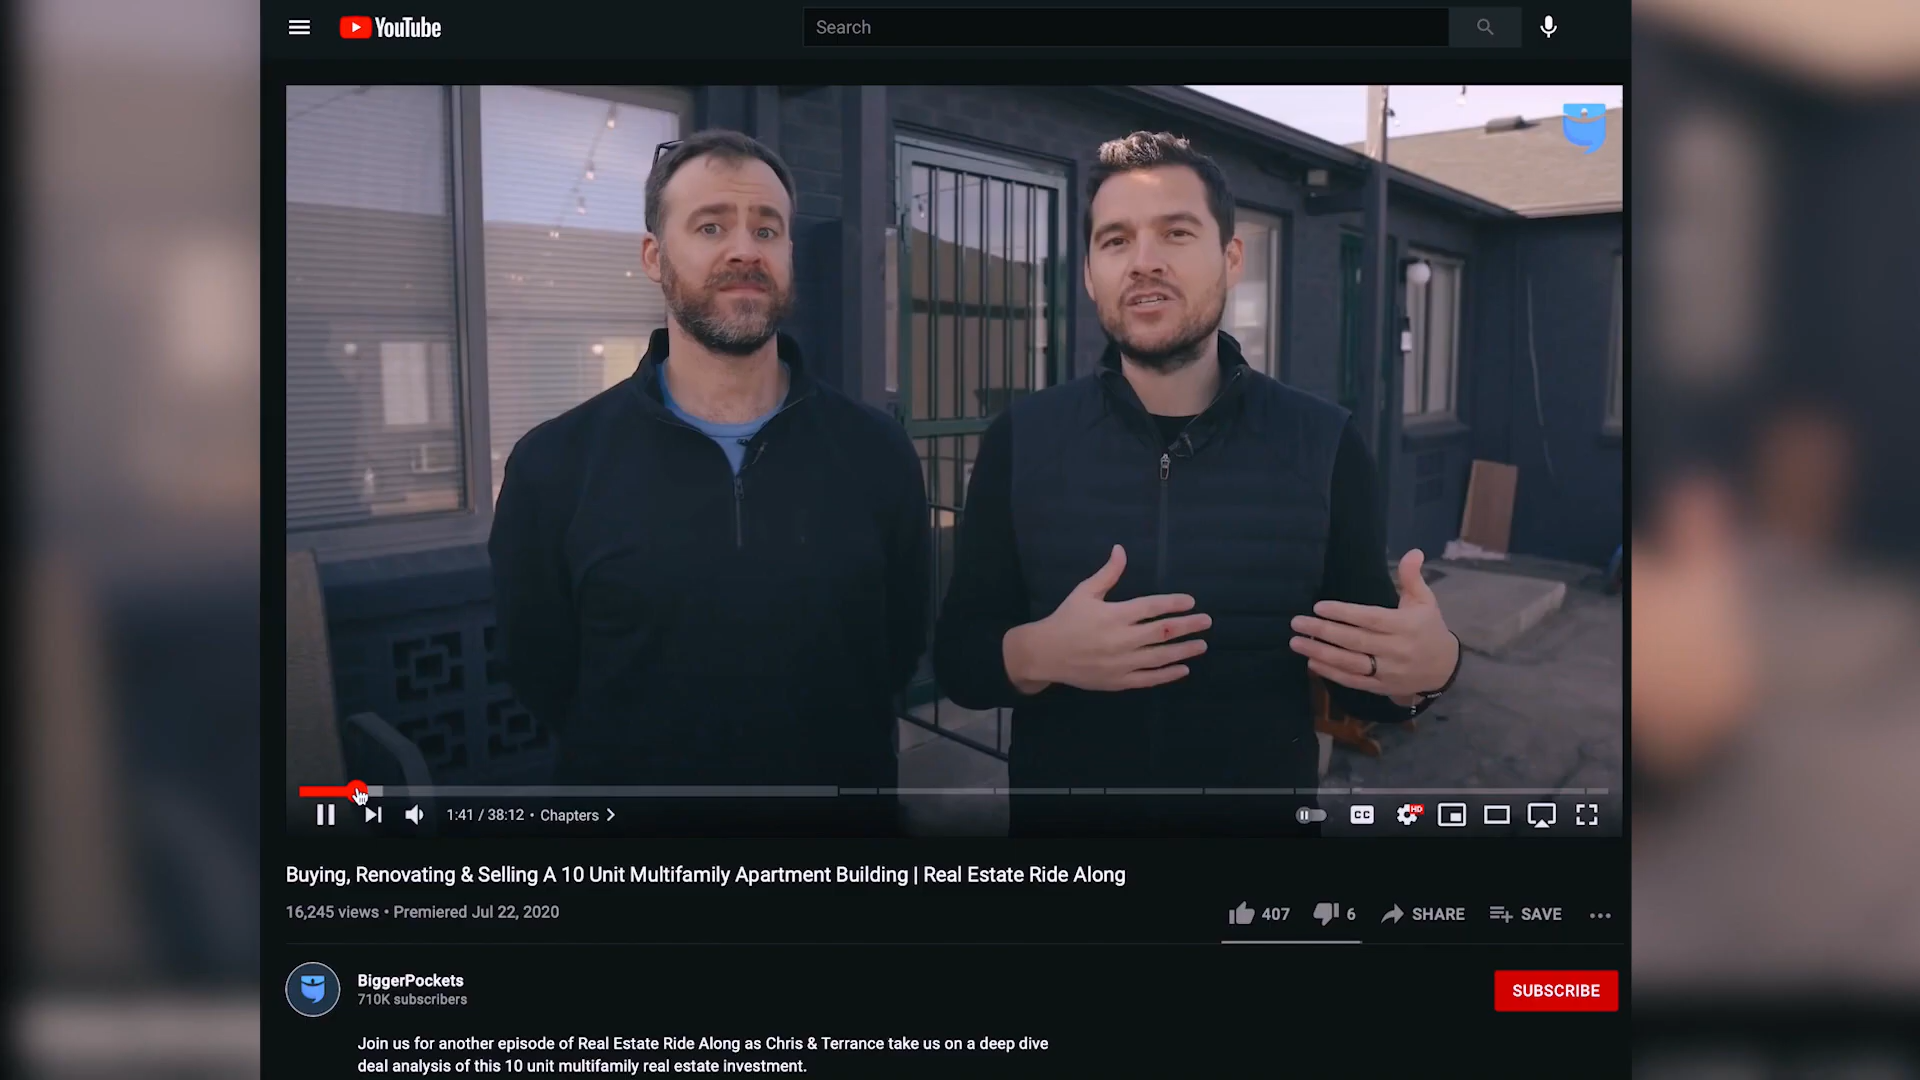 YouTube
Search
1:41 / 38:12 • Chapters
CC
HD
Buying, Renovating & Selling A 10 Unit Multifamily Apartment Building | Real Estate Ride Along
16,245 views • Premiered Jul 22, 2020
407
6
SHARE
SAVE
BiggerPockets
710K subscribers
SUBSCRIBE
Join us for another episode of Real Estate Ride Along as Chris & Terrance take us on a deep dive
deal analysis of this 10 unit multifamily real estate investment.